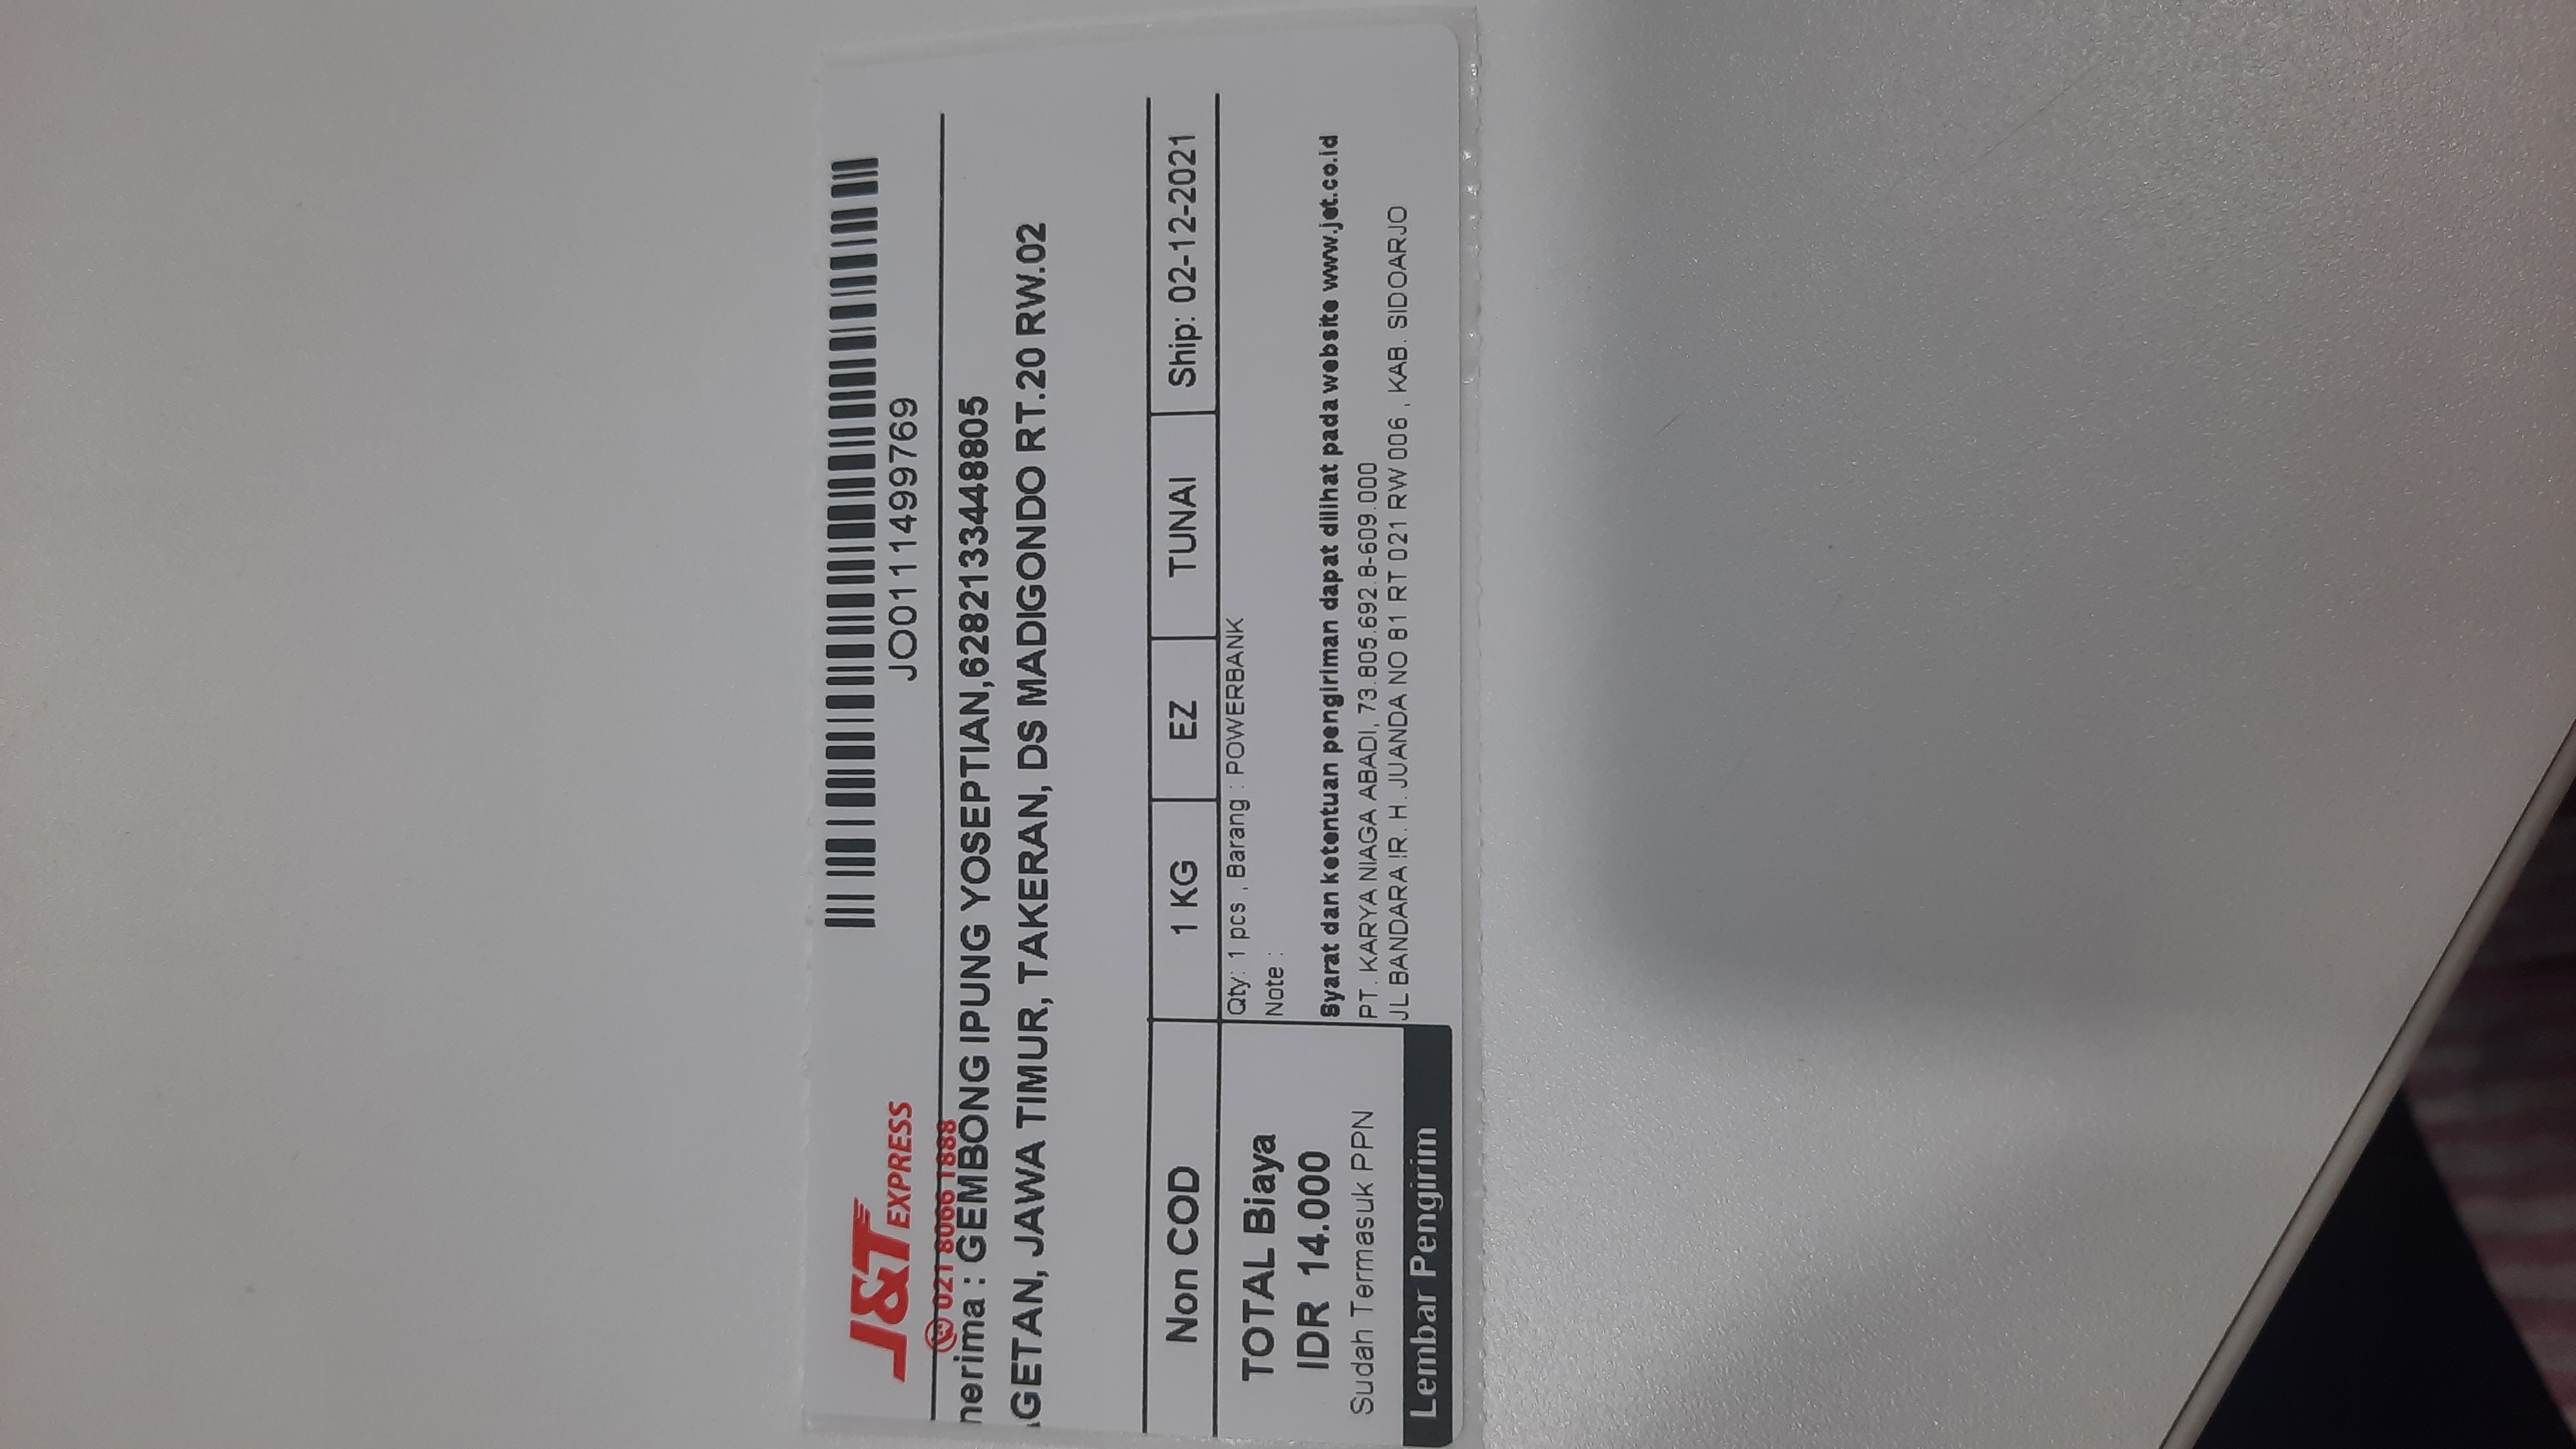 J&T EXPRESS
JO0111499769
021 8066 1888
nerima : GEMBONG IPUNG YOSEPTIAN,6282133448805
GETAN, JAWA TIMUR, TAKERAN, DS MADIGONDO RT.20 RW.02
Non COD 1 KG EZ TUNAI Ship: 02-12-2021
TOTAL Biaya
IDR 14.000
Sudah Termasuk PPN
Lembar Pengirim
Qty: 1 pcs , Barang : POWERBANK
Note :
Syarat dan ketentuan pengiriman dapat dilihat pada website www.jet.co.id
PT. KARYA NIAGA ABADI, 73.805.692.8-609.000
JL BANDARA IR. H. JUANDA NO 81 RT 021 RW 006 , KAB. SIDOARJO